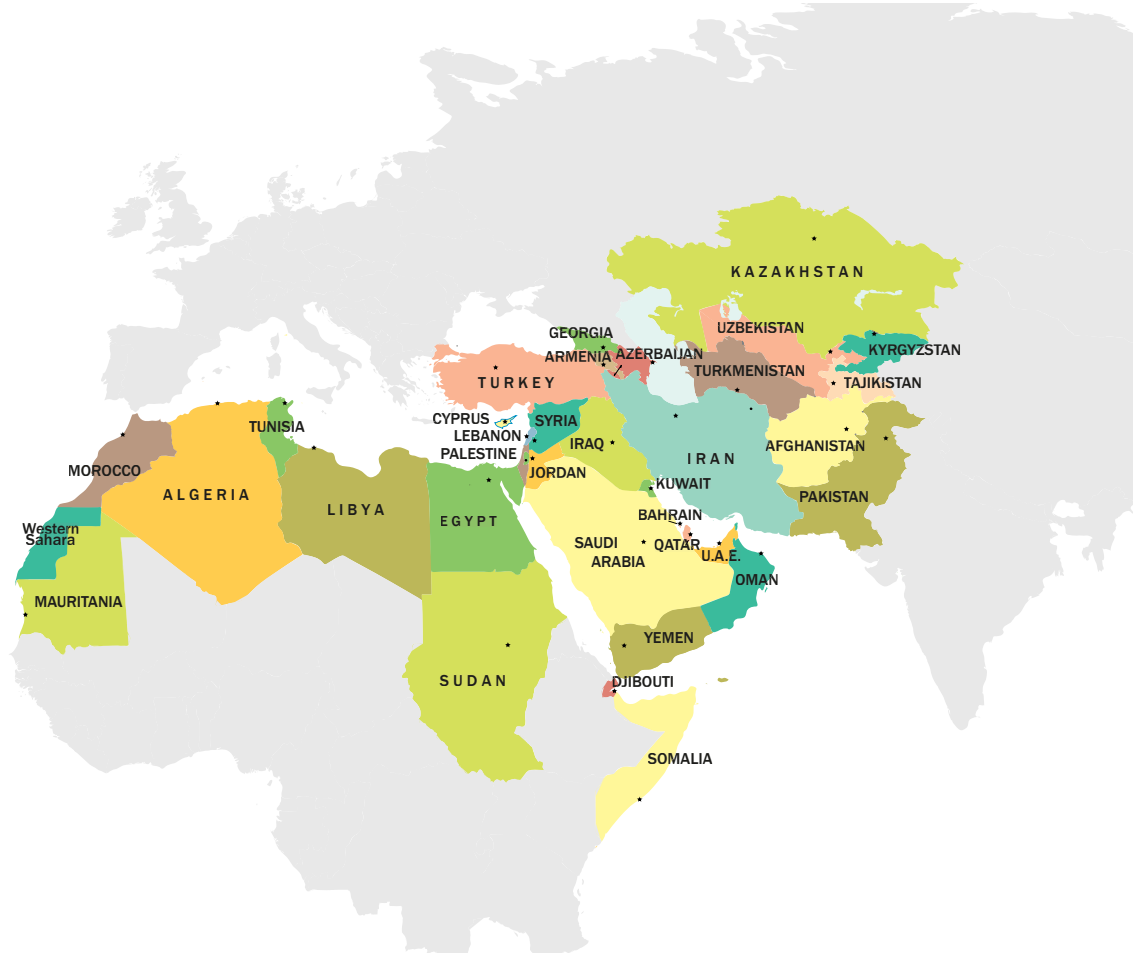 KAZAKHSTAN
UZBEKISTAN
GEORGIA
KYRGYZSTAN
ARMENIA
AZERBAIJAN
TURKMENISTAN
TURKEY
TAJIKISTAN
CYPRUS
SYRIA
TUNISIA
LEBANON
IRAQ
AFGHANISTAN
PALESTINE
IRAN
MOROCCO
JORDAN
KUWAIT
ALGERIA
PAKISTAN
LIBYA
BAHRAIN
EGYPT
Western
Sahara
SAUDI
ARABIA
QATAR
U.A.E.
OMAN
MAURITANIA
YEMEN
SUDAN
DJIBOUTI
SOMALIA